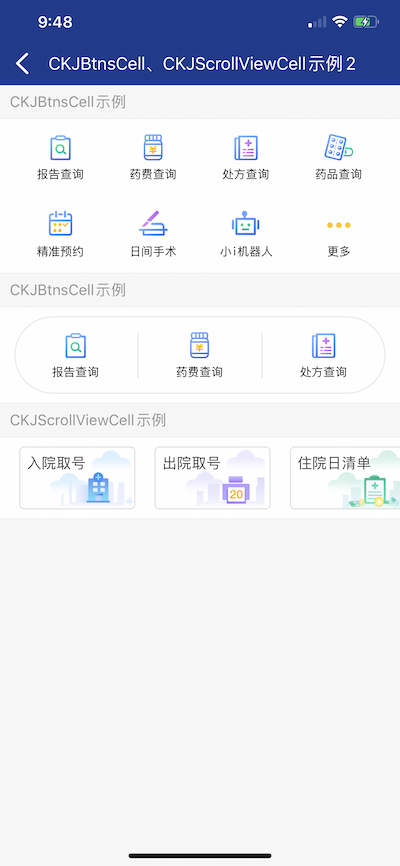 9:48
CKJBtnsCell、CKJScrollViewCell示例2
CKJBtnsCell示例
报告查询 药费查询 处方查询 药品查询
精准预约 日间手术 小i机器人 更多
CKJBtnsCell示例
报告查询 药费查询 处方查询
CKJScrollViewCell示例
入院取号 出院取号 住院日清单
20